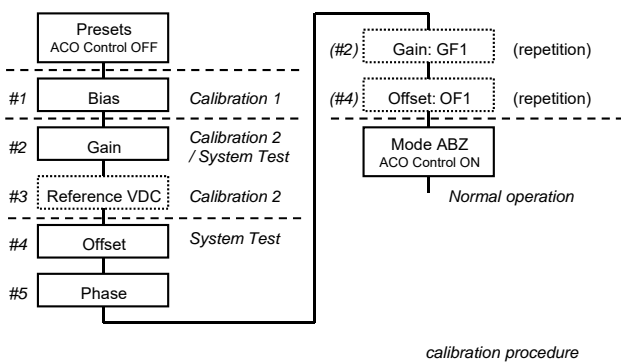 Presets
ACO Control OFF
#1 Bias Calibration 1
#2 Gain Calibration 2
/ System Test
#3 Reference VDC Calibration 2
#4 Offset System Test
#5 Phase
(#2) Gain: GF1 (repetition)
(#4) Offset: OF1 (repetition)
Mode ABZ
ACO Control ON
Normal operation
calibration procedure